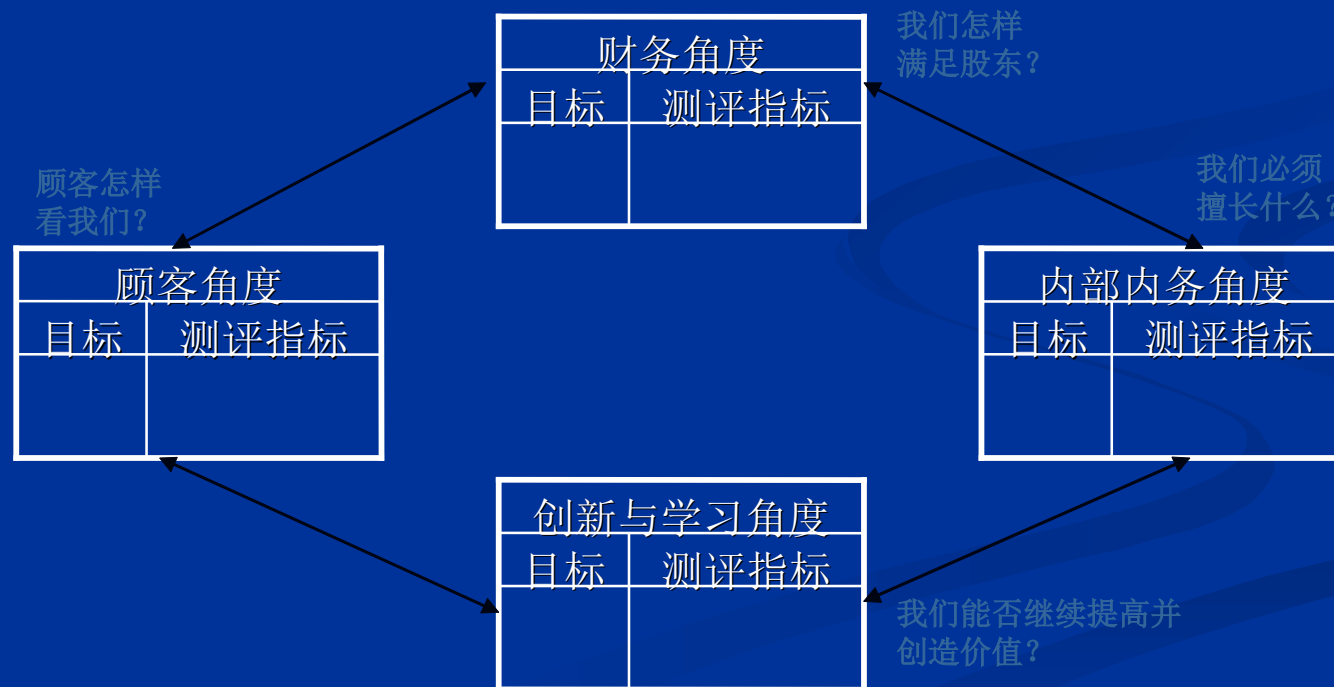 我们怎样
满足股东？
财务角度
目标 测评指标
顾客怎样
看我们？
我们必须
擅长什么？
顾客角度
目标 测评指标
内部内务角度
目标 测评指标
创新与学习角度
目标 测评指标
我们能否继续提高并
创造价值？